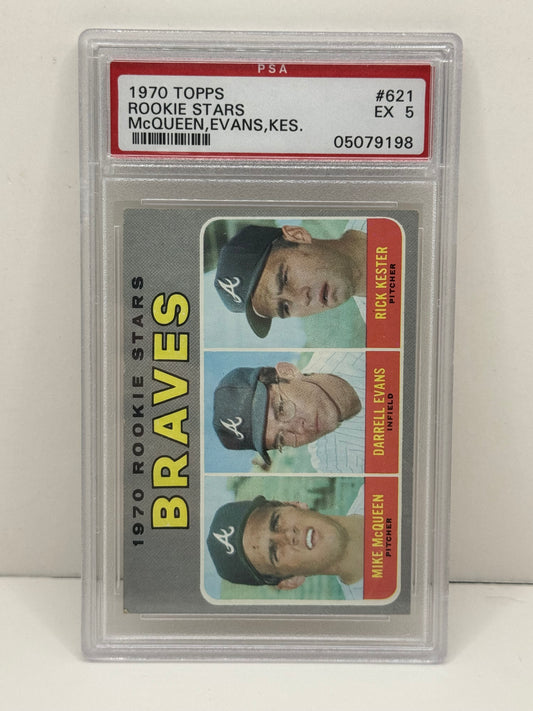 PSA
1970 TOPPS #621
ROOKIE STARS EX 5
McQUEEN,EVANS,KES.
05079198
1970 ROOKIE STARS
BRAVES
A
MIKE McQUEEN
PITCHER
A
DARRELL EVANS
INFIELD
A
RICK KESTER
PITCHER